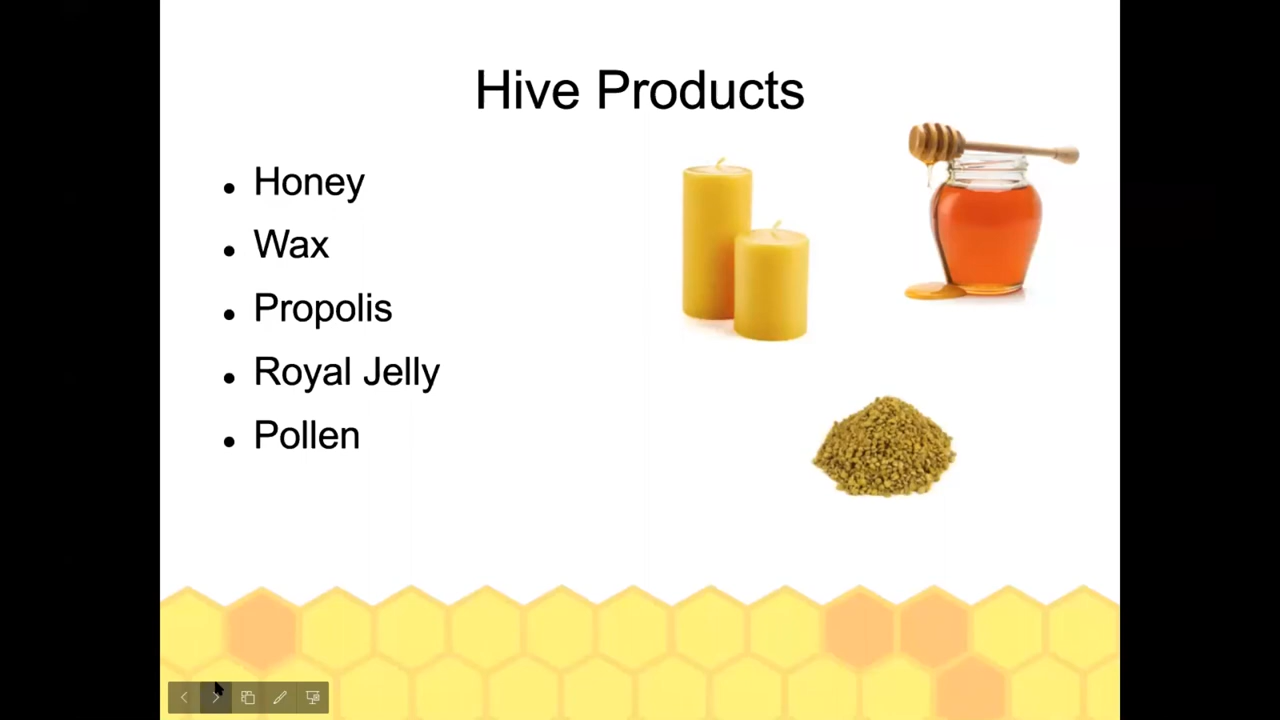 Hive Products
• Honey
• Wax
• Propolis
• Royal Jelly
• Pollen